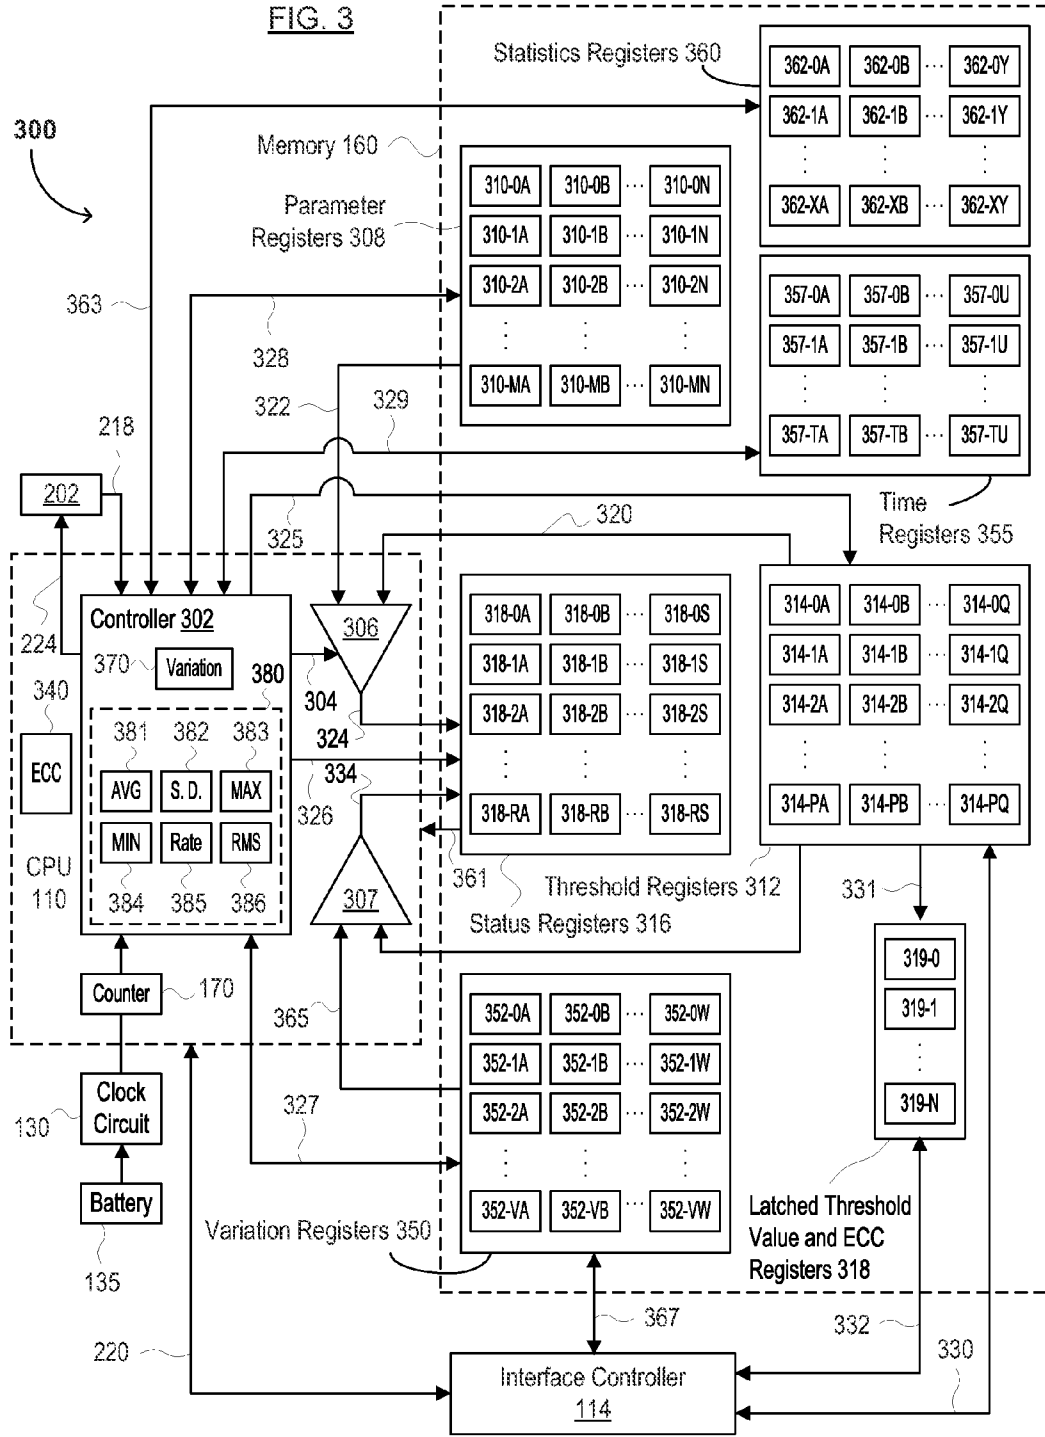 FIG. 3
300
Statistics Registers 360
362-0A 362-0B ... 362-0Y
362-1A 362-1B ... 362-1Y
362-XA 362-XB ... 362-XY
Memory 160
Parameter
Registers 308
310-0A 310-0B ... 310-0N
310-1A 310-1B ... 310-1N
310-2A 310-2B ... 310-2N
310-MA 310-MB ... 310-MN
357-0A 357-0B ... 357-0U
357-1A 357-1B ... 357-1U
357-TA 357-TB ... 357-TU
Time
Registers 355
363
328
322
329
218
202
325
320
224
Controller 302
370
Variation
380
340
ECC
381 382 383
AVG S. D. MAX
MIN Rate RMS
384 385 386
CPU
110
306
304
324
334
326
307
361
318-0A 318-0B ... 318-0S
318-1A 318-1B ... 318-1S
318-2A 318-2B ... 318-2S
318-RA 318-RB ... 318-RS
Status Registers 316
314-0A 314-0B ... 314-0Q
314-1A 314-1B ... 314-1Q
314-2A 314-2B ... 314-2Q
314-PA 314-PB ... 314-PQ
Threshold Registers 312
331
319-0
319-1
319-N
Latched Threshold
Value and ECC
Registers 318
Counter
170
365
Clock
Circuit
130
Battery
135
327
352-0A 352-0B ... 352-0W
352-1A 352-1B ... 352-1W
352-2A 352-2B ... 352-2W
352-VA 352-VB ... 352-VW
Variation Registers 350
220
367
332
330
Interface Controller
114